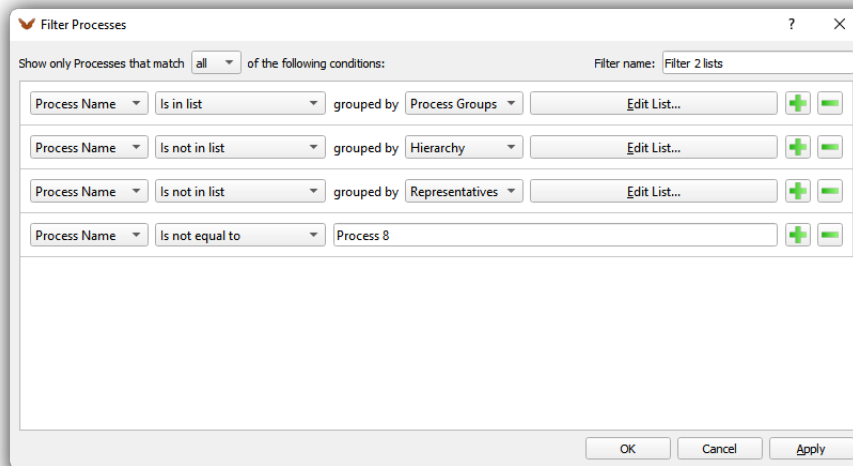 Filter Processes ? ×
Show only Processes that match all of the following conditions: Filter name: Filter 2 lists
Process Name Is in list grouped by Process Groups Edit List...
Process Name Is not in list grouped by Hierarchy Edit List...
Process Name Is not in list grouped by Representatives Edit List...
Process Name Is not equal to Process 8
OK Cancel Apply